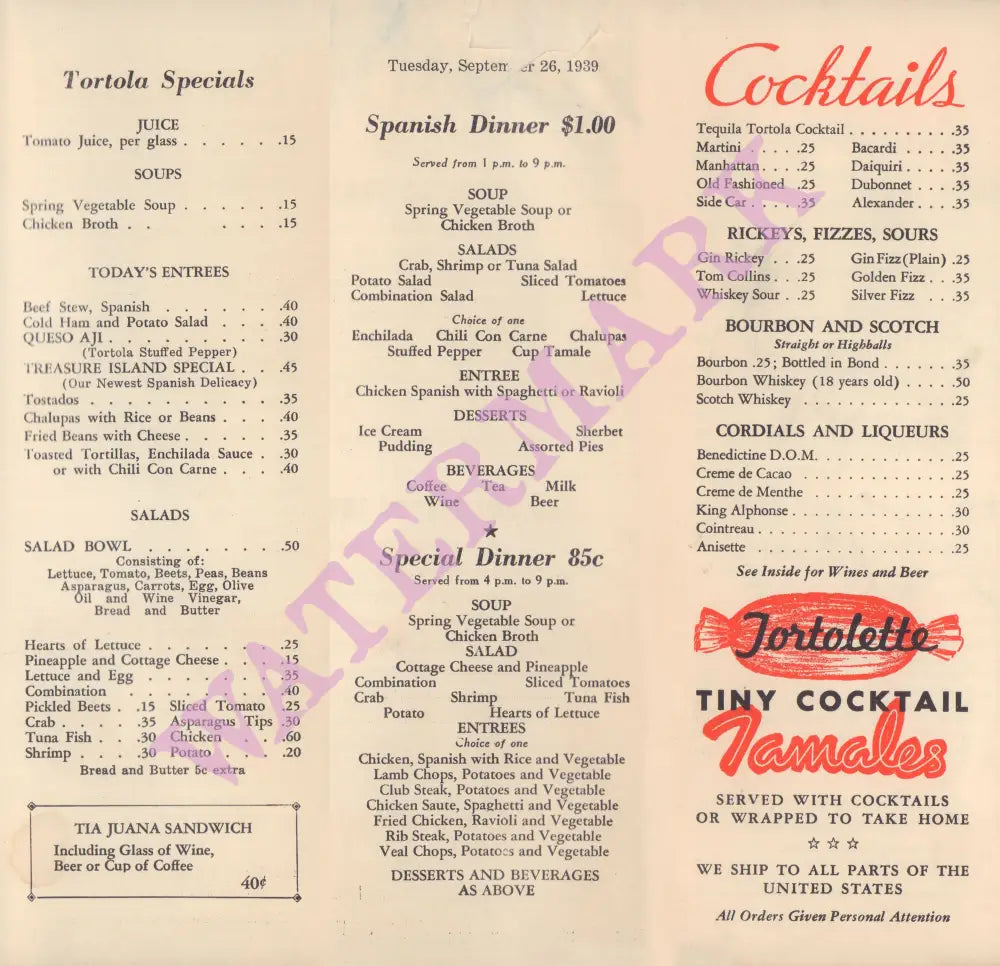 Tortola Specials
JUICE
Tomato Juice, per glass . . . . . . .15
SOUPS
Spring Vegetable Soup . . . . . . .15
Chicken Broth . . . . . . .15
TODAY'S ENTREES
Beef Stew, Spanish . . . . . . . .40
Cold Ham and Potato Salad . . . .40
QUESO AJI . . . . . . . . . .30
(Tortola Stuffed Pepper)
TREASURE ISLAND SPECIAL . . .45
(Our Newest Spanish Delicacy)
Tostados . . . . . . . . . . .35
Chalupas with Rice or Beans . . . .40
Fried Beans with Cheese . . . . . .35
Toasted Tortillas, Enchilada Sauce . .30
or with Chili Con Carne . . . .40
SALADS
SALAD BOWL . . . . . . . .50
Consisting of:
Lettuce, Tomato, Beets, Peas, Beans
Asparagus, Carrots, Egg, Olive
Oil and Wine Vinegar,
Bread and Butter
Hearts of Lettuce . . . . . . . .25
Pineapple and Cottage Cheese . . . .15
Lettuce and Egg . . . . . . . .35
Combination . . . . . . . . .40
Pickled Beets . .15 Sliced Tomato .25
Crab . . . . .35 Asparagus Tips .30
Tuna Fish . . .30 Chicken . . . .60
Shrimp . . . .30 Potato . . . .20
Bread and Butter 5c extra
TIA JUANA SANDWICH
Including Glass of Wine,
Beer or Cup of Coffee
40¢
Tuesday, Septem er 26, 1939
Spanish Dinner $1.00
Served from 1 p.m. to 9 p.m.
SOUP
Spring Vegetable Soup or
Chicken Broth
SALADS
Crab, Shrimp or Tuna Salad
Potato Salad Sliced Tomatoes
Combination Salad Lettuce
Choice of one
Enchilada Chili Con Carne Chalupas
Stuffed Pepper Cup Tamale
ENTREE
Chicken Spanish with Spaghetti or Ravioli
DESSERTS
Ice Cream Sherbet
Pudding Assorted Pies
BEVERAGES
Coffee Tea Milk
Wine Beer
★
Special Dinner 85c
Served from 4 p.m. to 9 p.m.
SOUP
Spring Vegetable Soup or
Chicken Broth
SALAD
Cottage Cheese and Pineapple
Combination Sliced Tomatoes
Crab Shrimp Tuna Fish
Potato Hearts of Lettuce
ENTREES
Choice of one
Chicken, Spanish with Rice and Vegetable
Lamb Chops, Potatoes and Vegetable
Club Steak, Potatoes and Vegetable
Chicken Saute, Spaghetti and Vegetable
Fried Chicken, Ravioli and Vegetable
Rib Steak, Potatoes and Vegetable
Veal Chops, Potatoes and Vegetable
DESSERTS AND BEVERAGES
AS ABOVE
Cocktails
Tequila Tortola Cocktail . . . . . . . . . .35
Martini . . . . .25 Bacardi . . . . .35
Manhattan . . . .25 Daiquiri . . . . .35
Old Fashioned .25 Dubonnet . . . .35
Side Car . . . . .35 Alexander . . . .35
RICKEYS, FIZZES, SOURS
Gin Rickey . . .25 Gin Fizz (Plain) .25
Tom Collins . . .25 Golden Fizz . . .35
Whiskey Sour . .25 Silver Fizz . . .35
BOURBON AND SCOTCH
Straight or Highballs
Bourbon .25; Bottled in Bond . . . . . . .35
Bourbon Whiskey (18 years old) . . . . .50
Scotch Whiskey . . . . . . . . . . . . .25
CORDIALS AND LIQUEURS
Benedictine D.O.M. . . . . . . . . . . . .25
Creme de Cacao . . . . . . . . . . . . .25
Creme de Menthe . . . . . . . . . . . .25
King Alphonse . . . . . . . . . . . . . .30
Cointreau . . . . . . . . . . . . . . . .30
Anisette . . . . . . . . . . . . . . . .25
See Inside for Wines and Beer
Tortolette
TINY COCKTAIL
Tamales
SERVED WITH COCKTAILS
OR WRAPPED TO TAKE HOME
☆ ☆ ☆
WE SHIP TO ALL PARTS OF THE
UNITED STATES
All Orders Given Personal Attention
WATERMARK